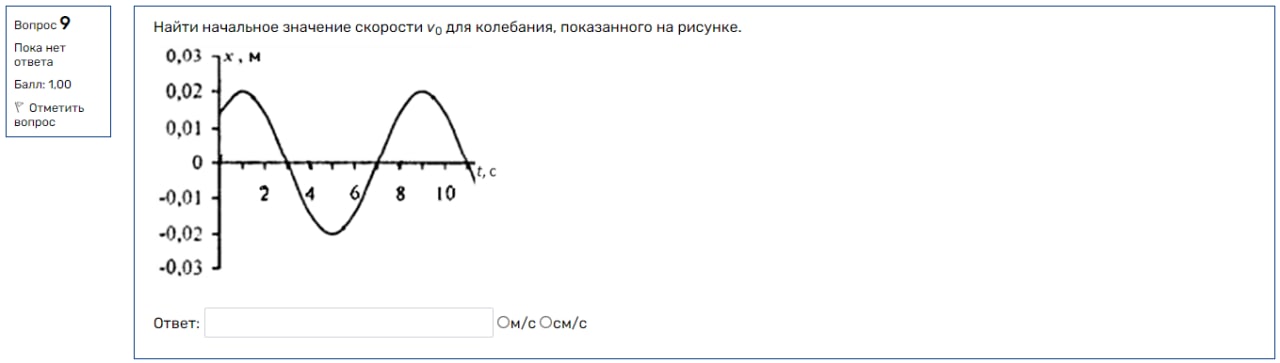 Вопрос 9
Пока нет
ответа
Балл: 1,00
Отметить
вопрос
Найти начальное значение скорости v₀ для колебания, показанного на рисунке.
0,03 x , м
0,02
0,01
0
t, с
2 4 6 8 10
-0,01
-0,02
-0,03
Ответ: м/с см/с